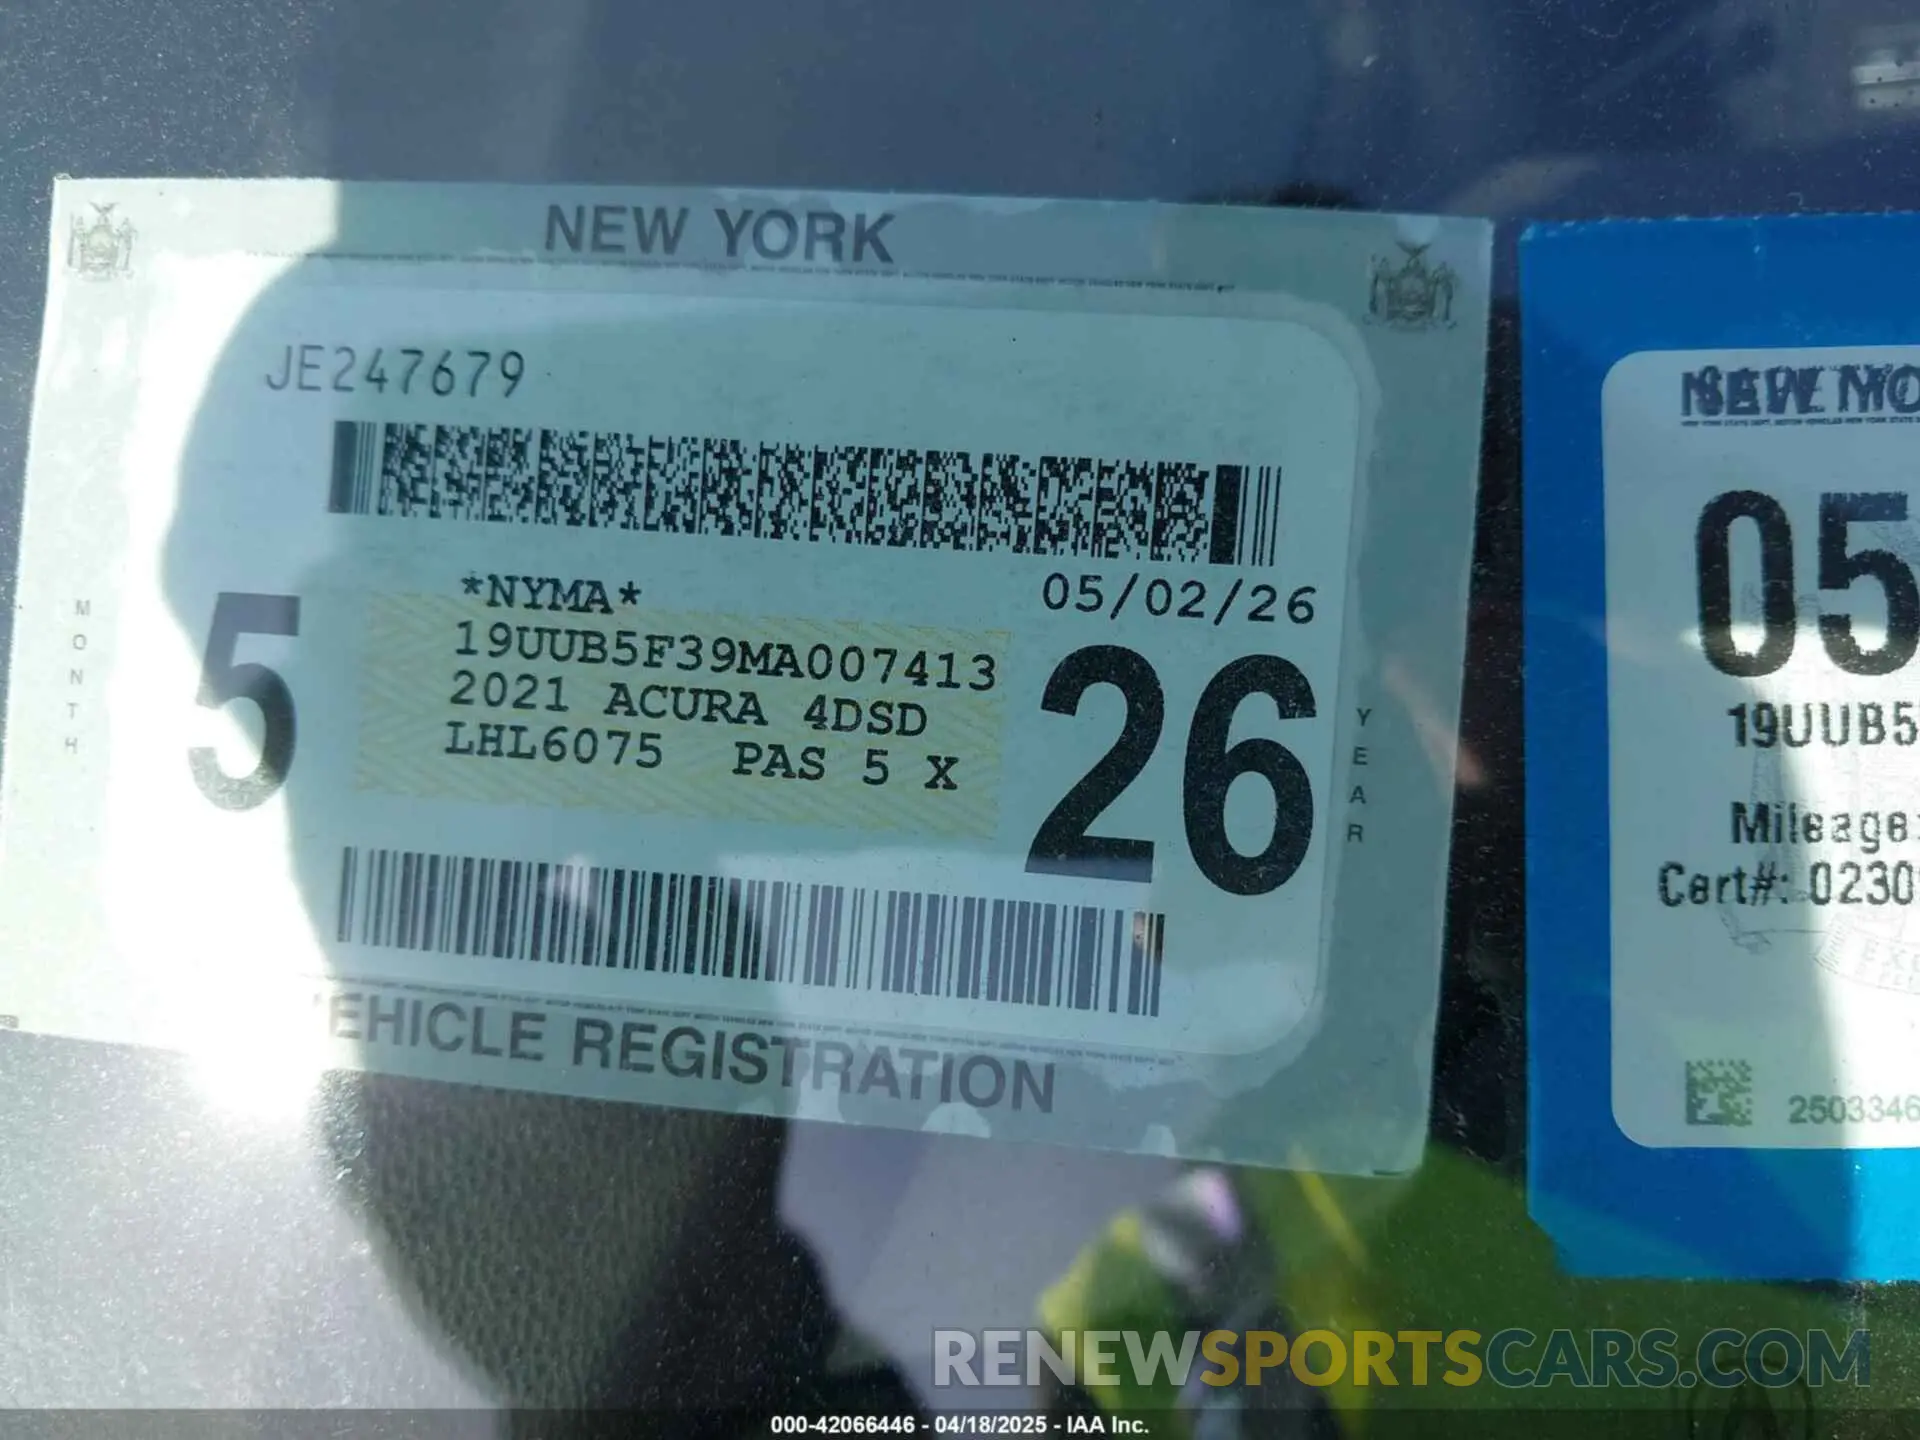 NEW YORK
JE247679
*NYMA*
05/02/26
19UUB5F39MA007413
2021 ACURA 4DSD
LHL6075 PAS 5 X
5
26
MONTH
YEAR
EHICLE REGISTRATION
05
19UUB5
Mileage:
Cert#: 0230
2503346
RENEWSPORTSCARS.COM
000-42066446 - 04/18/2025 - IAA Inc.